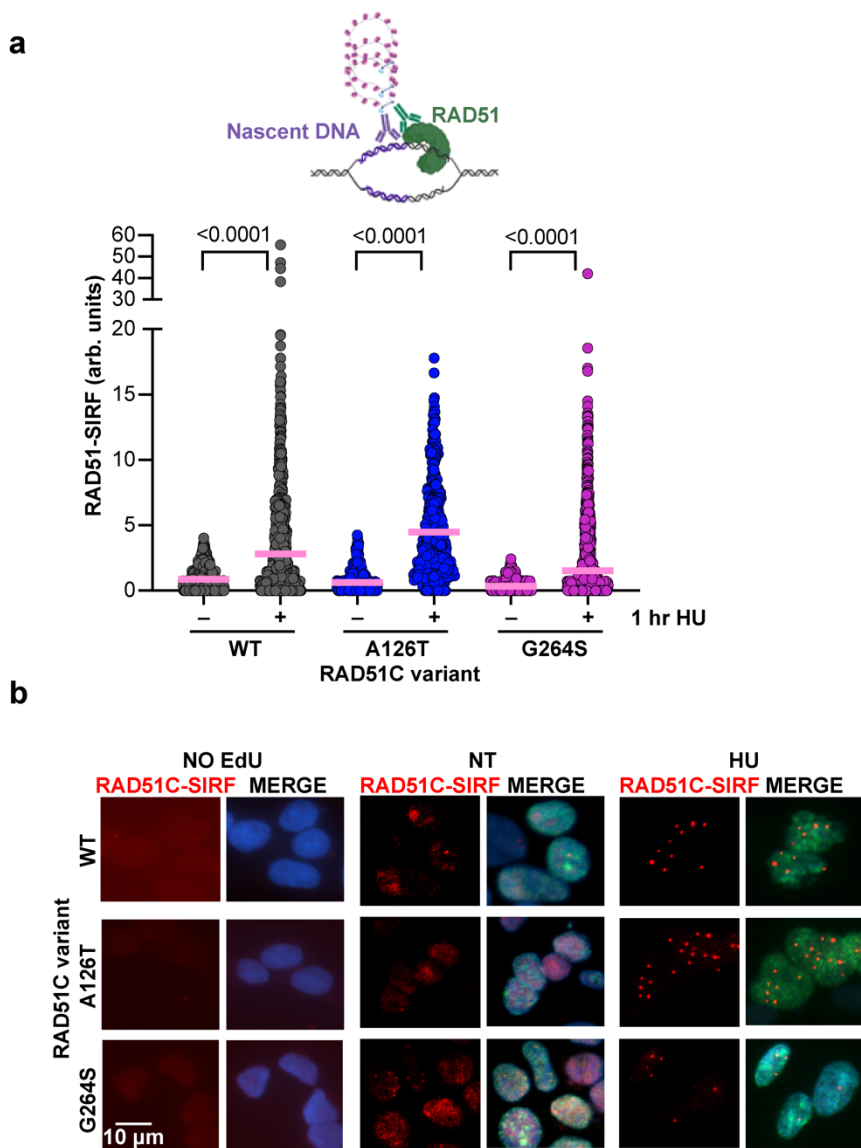 a
RAD51
Nascent DNA
<0.0001 <0.0001 <0.0001
60
50
40
30
20
15
10
5
0
RAD51-SIRF (arb. units)
– + – + – + 1 hr HU
WT A126T G264S
RAD51C variant
b
NO EdU NT HU
RAD51C-SIRF MERGE RAD51C-SIRF MERGE RAD51C-SIRF MERGE
WT
A126T
G264S
RAD51C variant
10 µm